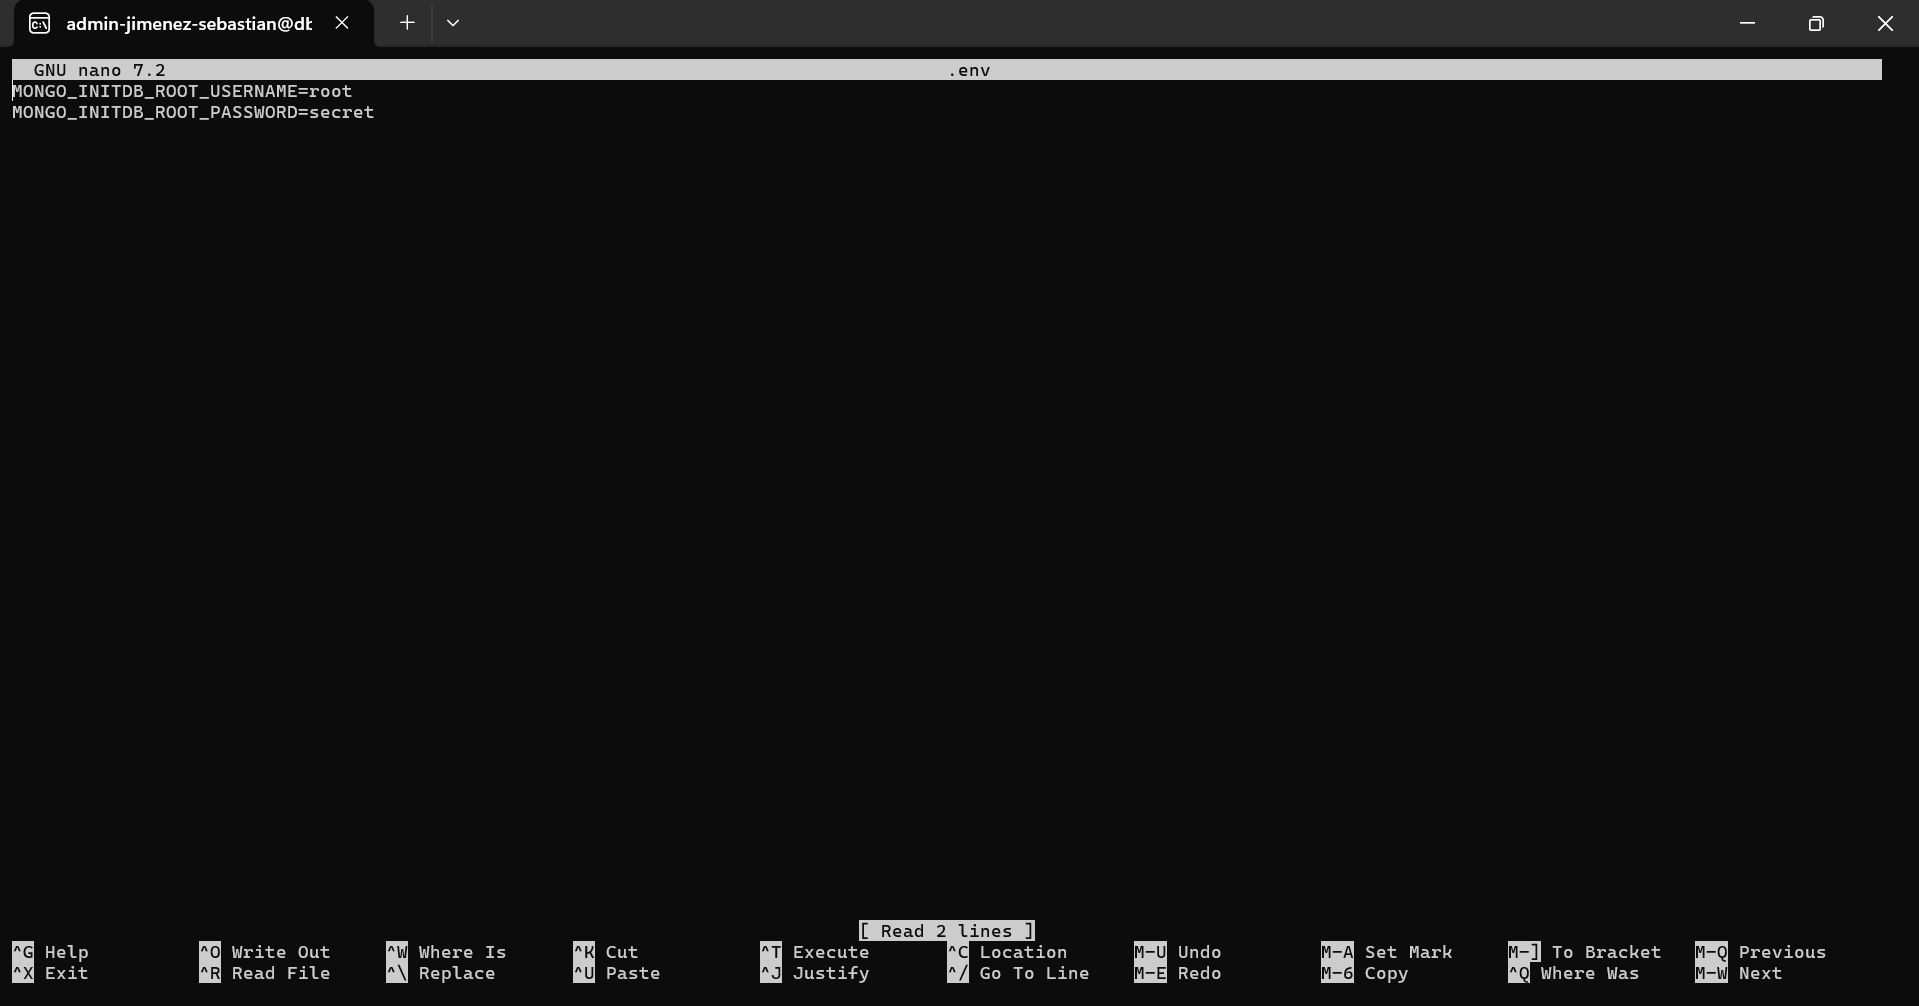 admin-jimenez-sebastian@db
GNU nano 7.2 .env
MONGO_INITDB_ROOT_USERNAME=root
MONGO_INITDB_ROOT_PASSWORD=secret
[ Read 2 lines ]
^G Help ^O Write Out ^W Where Is ^K Cut ^T Execute ^C Location M-U Undo M-A Set Mark M-] To Bracket M-Q Previous
^X Exit ^R Read File ^\ Replace ^U Paste ^J Justify ^/ Go To Line M-E Redo M-6 Copy ^Q Where Was M-W Next